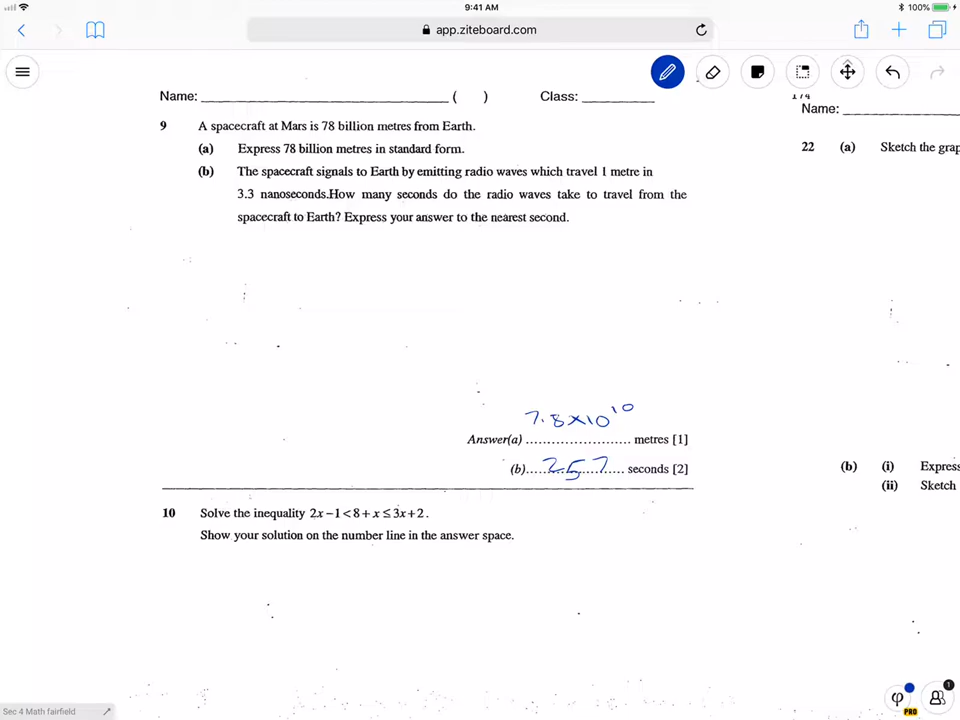 9:41 AM
100%
app.ziteboard.com
Name: ( ) Class:
9 A spacecraft at Mars is 78 billion metres from Earth.
(a) Express 78 billion metres in standard form.
(b) The spacecraft signals to Earth by emitting radio waves which travel 1 metre in
3.3 nanoseconds.How many seconds do the radio waves take to travel from the
spacecraft to Earth? Express your answer to the nearest second.
7.8×10¹⁰
Answer(a) ........................ metres [1]
(b)....257.... seconds [2]
10 Solve the inequality 2x−1<8+x≤3x+2.
Show your solution on the number line in the answer space.
Name:
22 (a) Sketch the grap
(b) (i) Express
(ii) Sketch
Sec 4 Math fairfield
φ
PRO
1